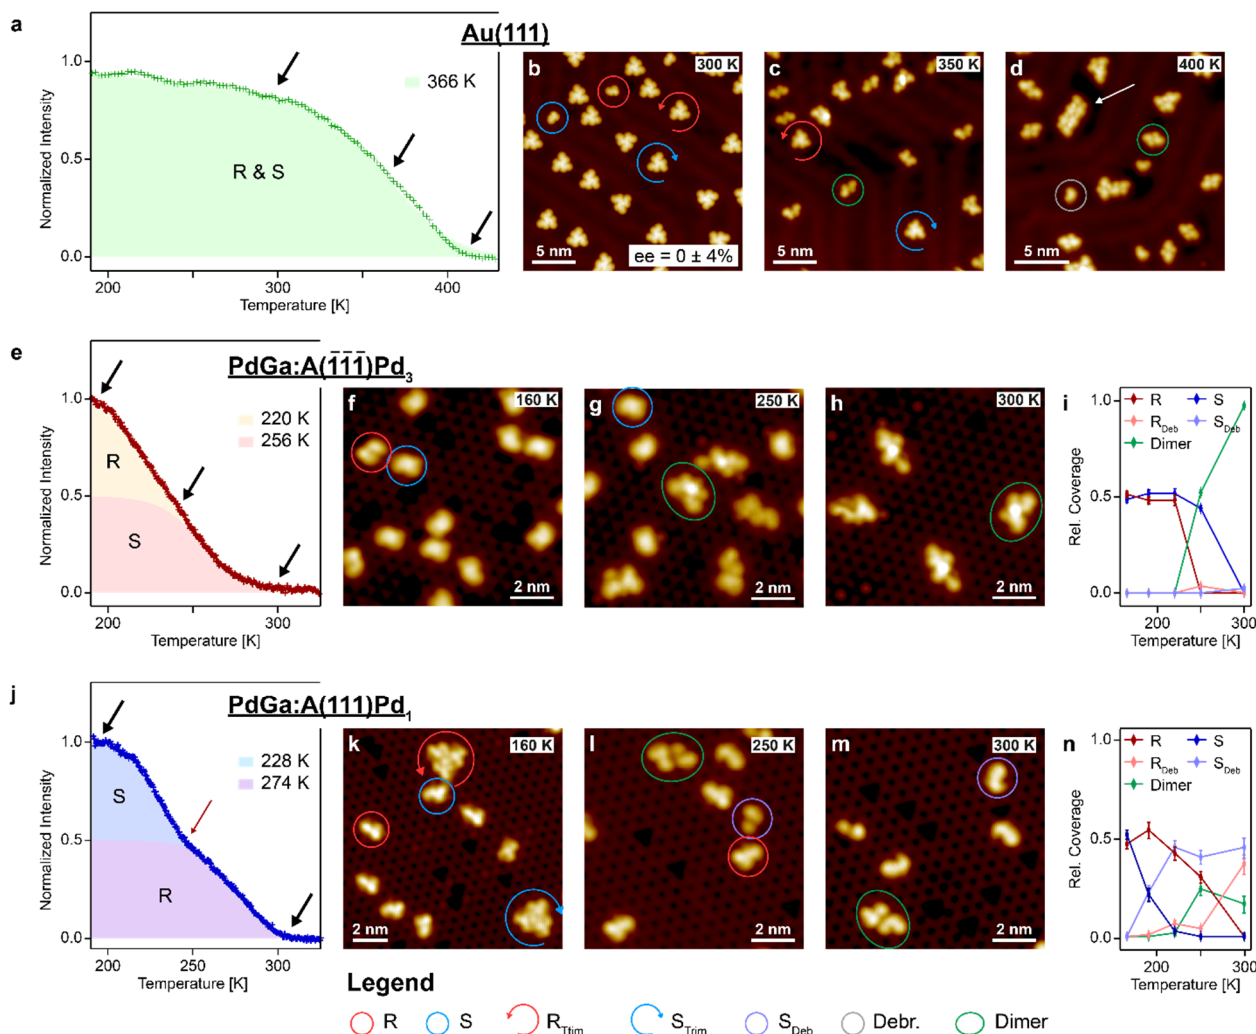 a
Au(111)
Normalized Intensity
1.0
0.5
0.0
366 K
R & S
200
300
400
Temperature [K]
b
300 K
5 nm
ee = 0 ± 4%
c
350 K
5 nm
d
400 K
5 nm
e
PdGa:A(1̅1̅1̅)Pd3
Normalized Intensity
1.0
0.5
0.0
220 K
256 K
R
S
200
300
Temperature [K]
f
160 K
2 nm
g
250 K
2 nm
h
300 K
2 nm
i
Rel. Coverage
1.0
0.5
0.0
R S
RDeb SDeb
Dimer
200
300
Temperature [K]
j
PdGa:A(111)Pd1
Normalized Intensity
1.0
0.5
0.0
228 K
274 K
S
R
200
250
300
Temperature [K]
k
160 K
2 nm
l
250 K
2 nm
m
300 K
2 nm
n
Rel. Coverage
1.0
0.5
0.0
R S
RDeb SDeb
Dimer
200
300
Temperature [K]
Legend
R S RTtim STrim SDeb Debr. Dimer